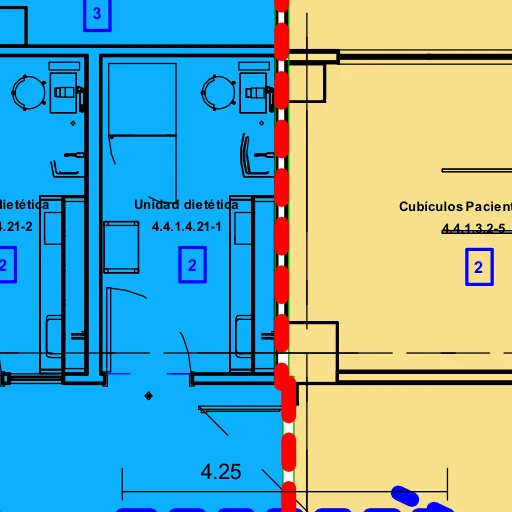 3
dietética
4.21-2
2
Unidad dietética
4.4.1.4.21-1
2
Cubículos Pacient
4.4.1.3.2-5
2
4.25